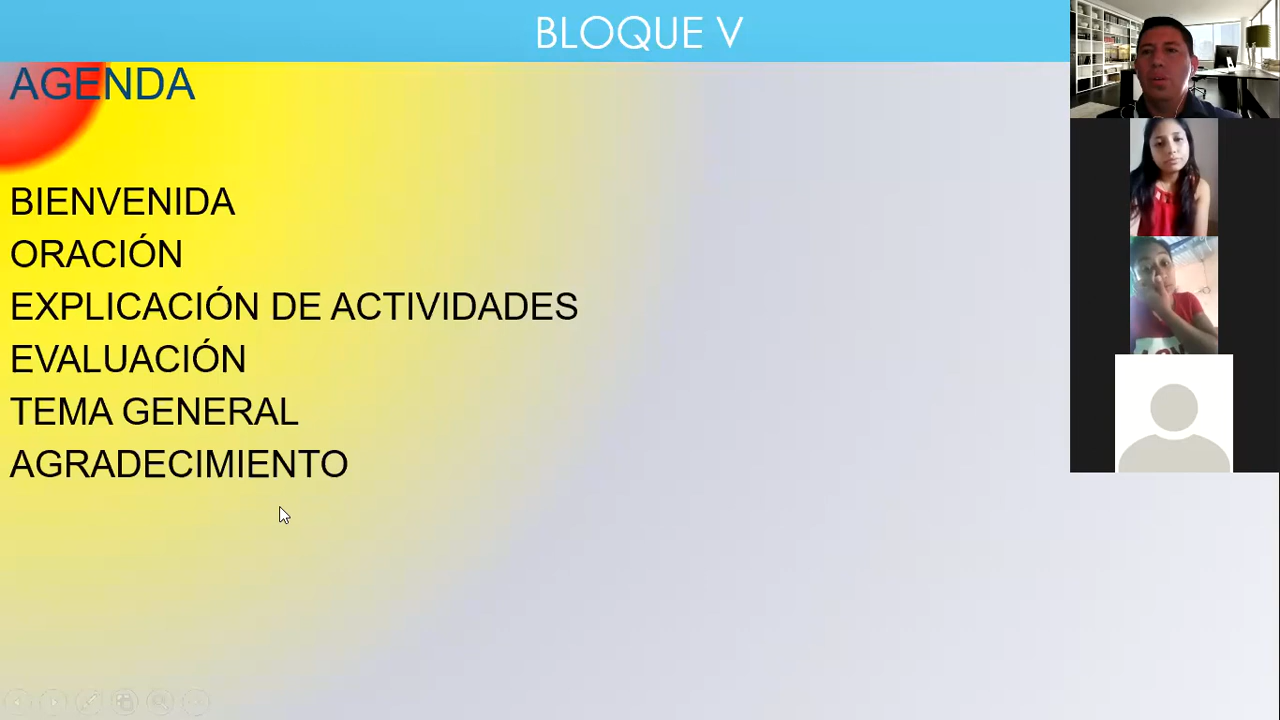 BLOQUE V
AGENDA
BIENVENIDA
ORACIÓN
EXPLICACIÓN DE ACTIVIDADES
EVALUACIÓN
TEMA GENERAL
AGRADECIMIENTO